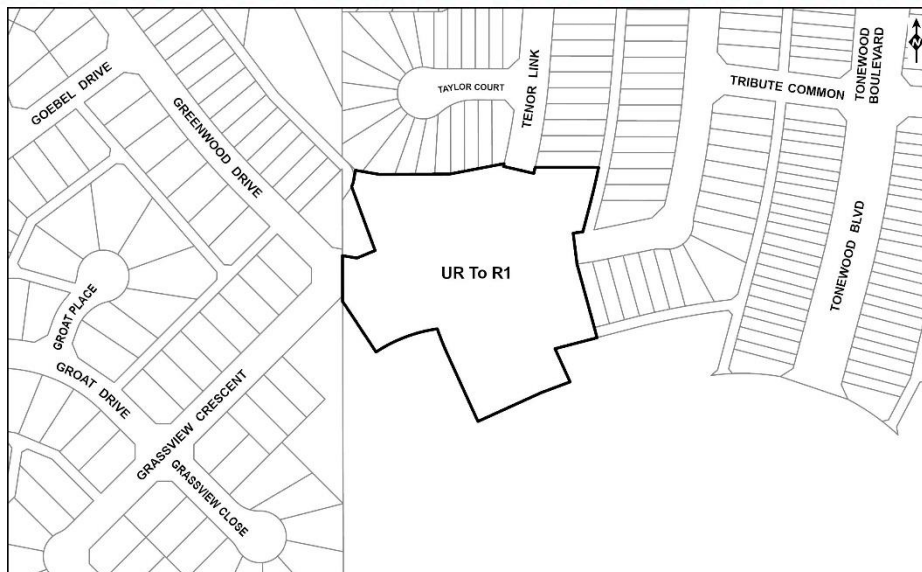 GOEBEL DRIVE
GREENWOOD DRIVE
TAYLOR COURT
TENOR LINK
TRIBUTE COMMON
TONEWOOD
BOULEVARD
N
UR To R1
TONEWOOD BLVD
GROAT PLACE
GROAT DRIVE
GRASSVIEW CRESCENT
GRASSVIEW CLOSE